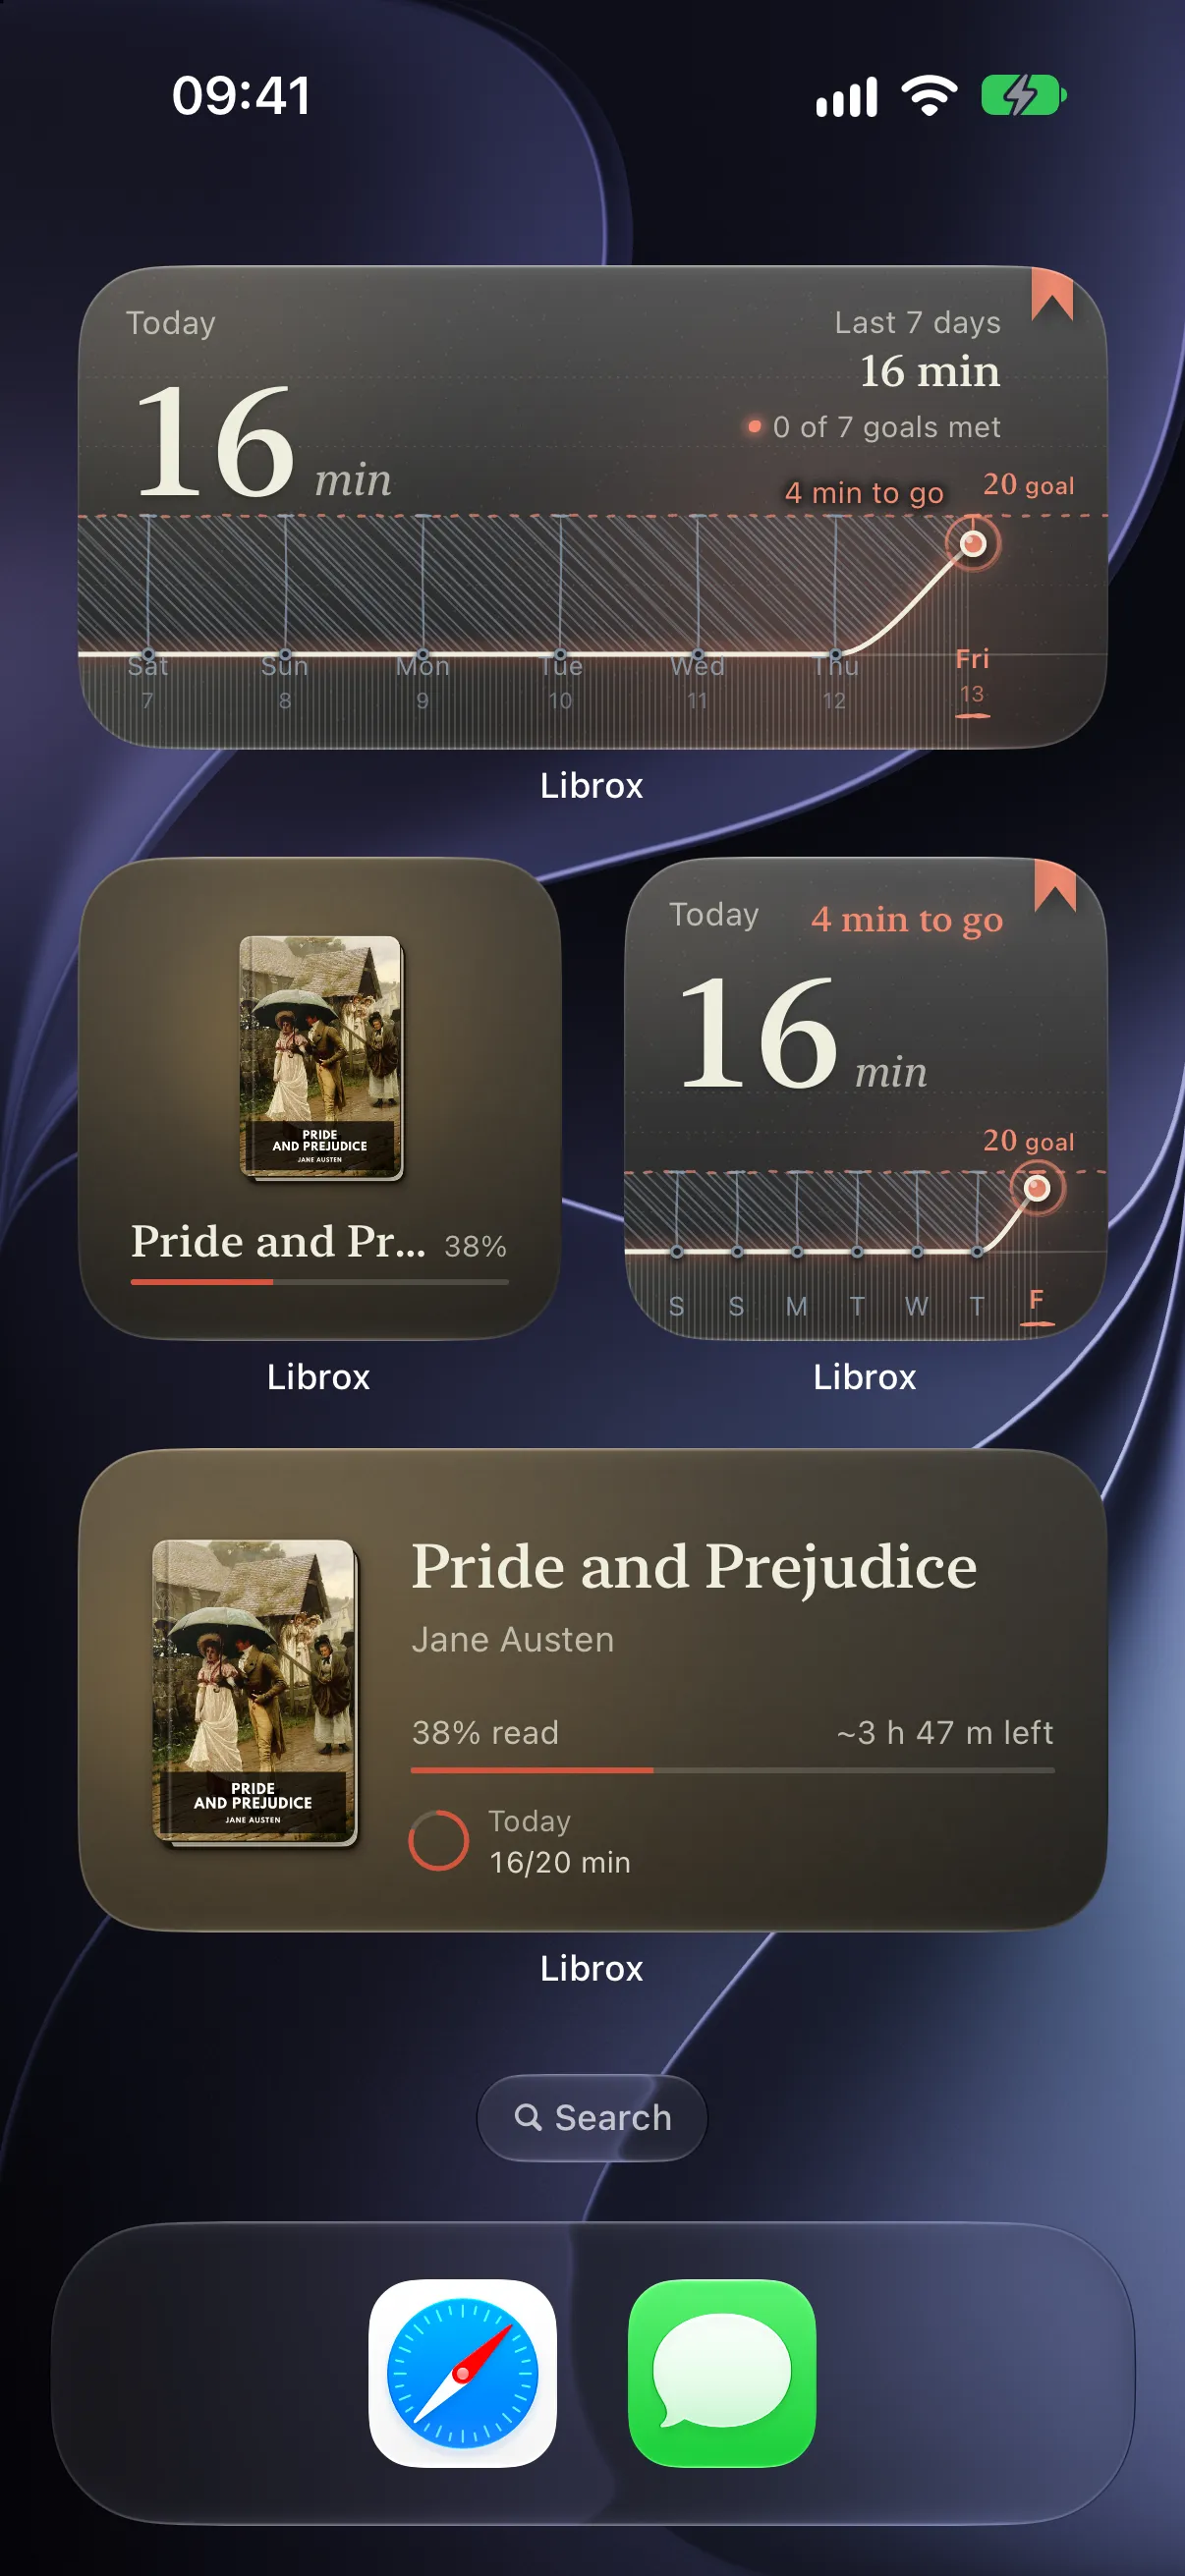 09:41
Today
Last 7 days
16 min
0 of 7 goals met
16 min
4 min to go
20 goal
Sat Sun Mon Tue Wed Thu Fri
7 8 9 10 11 12 13
Librox
PRIDE
AND PREJUDICE
JANE AUSTEN
Pride and Pr... 38%
Librox
Today 4 min to go
16 min
20 goal
S S M T W T F
Librox
PRIDE
AND PREJUDICE
JANE AUSTEN
Pride and Prejudice
Jane Austen
38% read ~3 h 47 m left
Today
16/20 min
Librox
Search